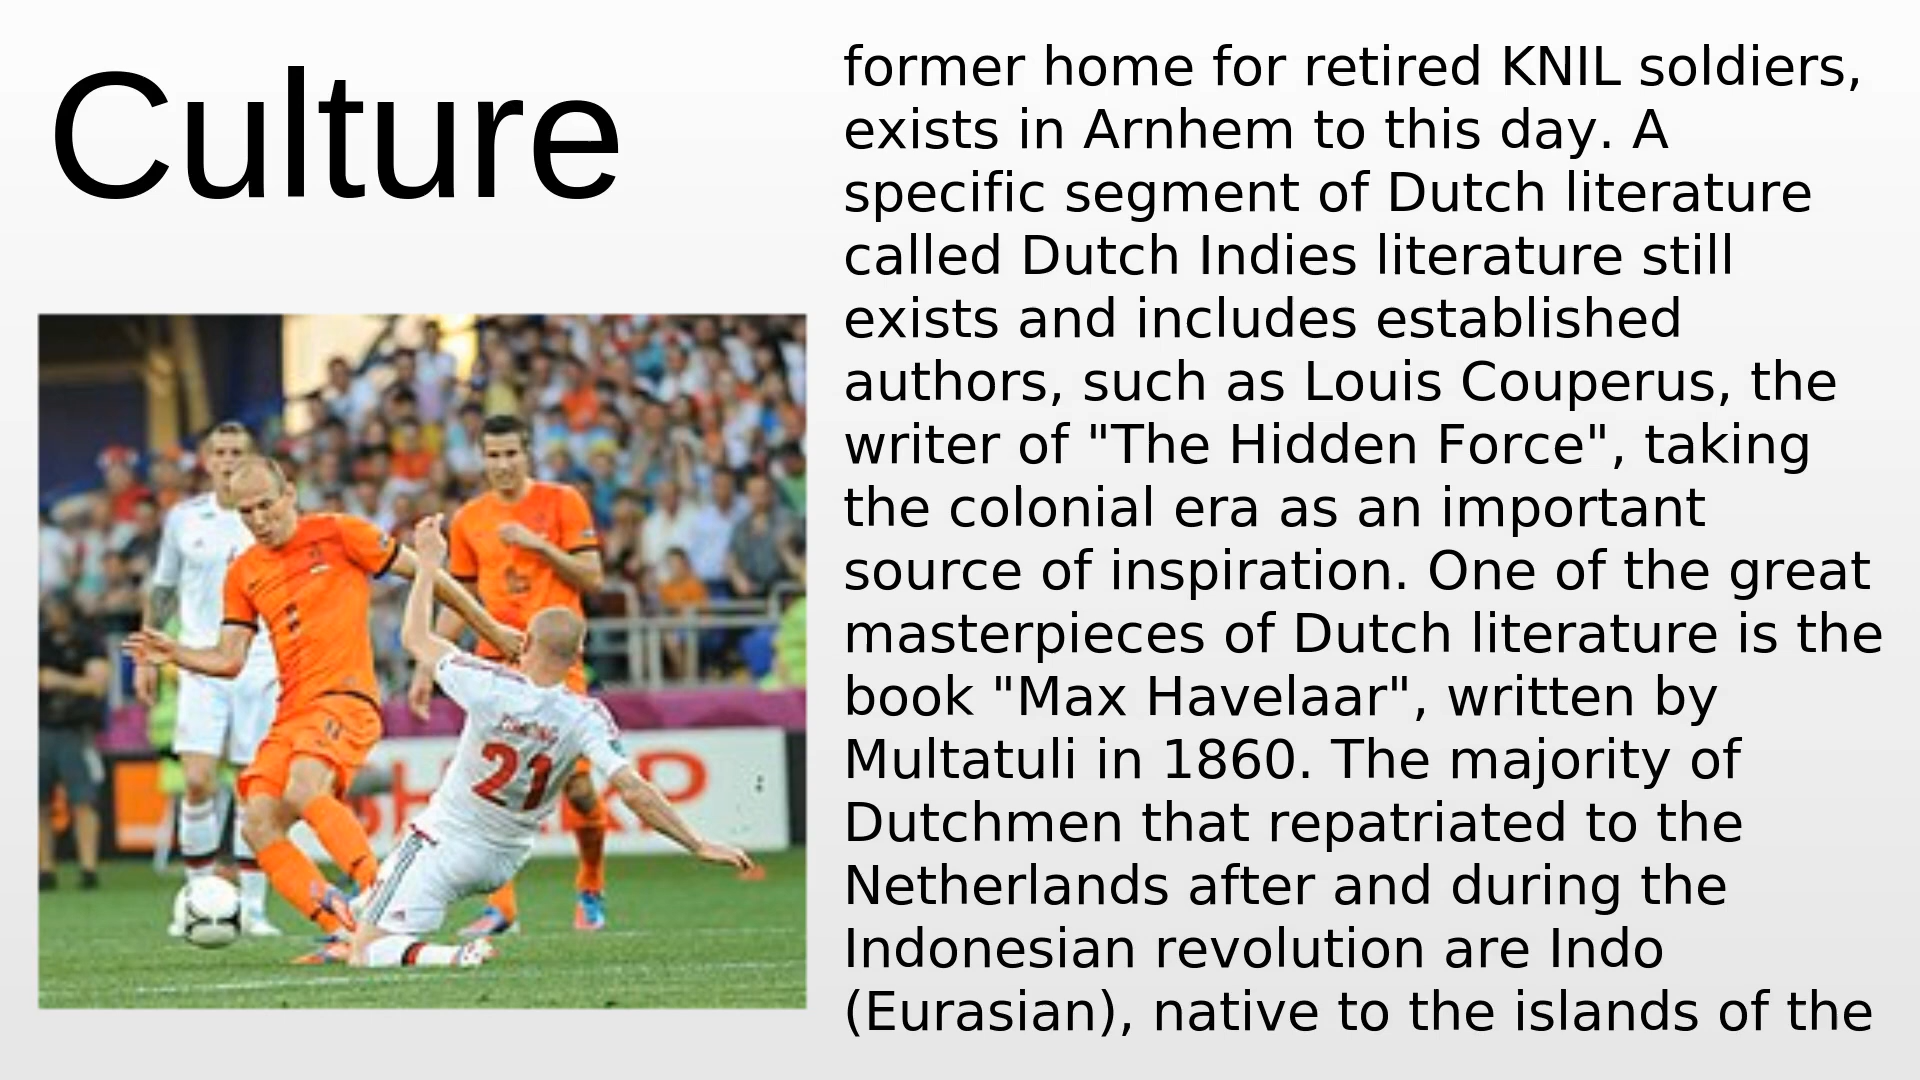 Culture
former home for retired KNIL soldiers,
exists in Arnhem to this day. A
specific segment of Dutch literature
called Dutch Indies literature still
exists and includes established
authors, such as Louis Couperus, the
writer of "The Hidden Force", taking
the colonial era as an important
source of inspiration. One of the great
masterpieces of Dutch literature is the
book "Max Havelaar", written by
Multatuli in 1860. The majority of
Dutchmen that repatriated to the
Netherlands after and during the
Indonesian revolution are Indo
(Eurasian), native to the islands of the
21